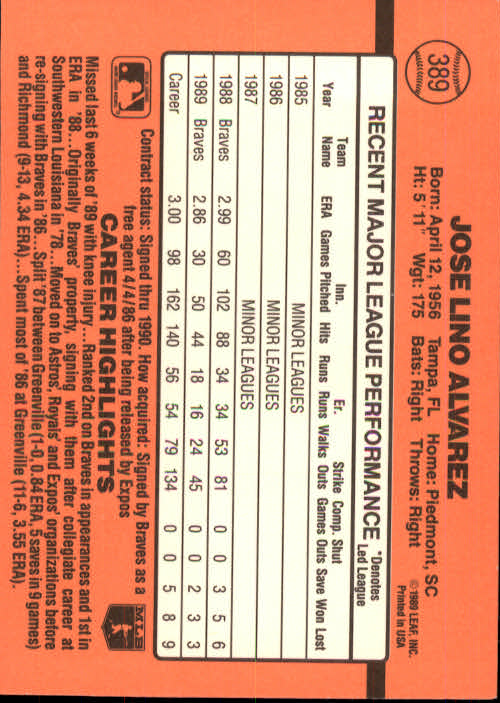 389
JOSE LINO ALVAREZ
Born: April 12, 1956 Tampa, FL Home: Piedmont, SC
Ht: 5'11" Wgt: 175 Bats: Right Throws: Right
©1989 LEAF, INC.
Printed in USA
RECENT MAJOR LEAGUE PERFORMANCE
*Denotes
Led League
Team Inn. Er. Strike Comp. Shut
Year Name ERA Games Pitched Hits Runs Runs Walks Outs Games Outs Save Won Lost
1985 MINOR LEAGUES
1986 MINOR LEAGUES
1987 MINOR LEAGUES
1988 Braves 2.99 60 102 88 34 34 53 81 0 0 3 5 6
1989 Braves 2.86 30 50 44 18 16 24 45 0 0 2 3 3
Career 3.00 98 162 140 56 54 79 134 0 0 5 8 9
Contract status: Signed thru 1990. How acquired: Signed by Braves as a
free agent 4/4/86 after being released by Expos
MLB
CAREER HIGHLIGHTS
Missed last 6 weeks of '89 with knee injury...Ranked 2nd on Braves in appearances and 1st in
ERA in '88...Originally Braves' property, signing with them after collegiate career at
Southwestern Louisiana in '78...Moved on to Astros', Royals' and Expos' organizations before
re-signing with Braves in '86...Split '87 between Greenville (1-0, 0.84 ERA, 5 saves in 9 games)
and Richmond (9-13, 4.34 ERA)...Spent most of '86 at Greenville (11-6, 3.55 ERA).